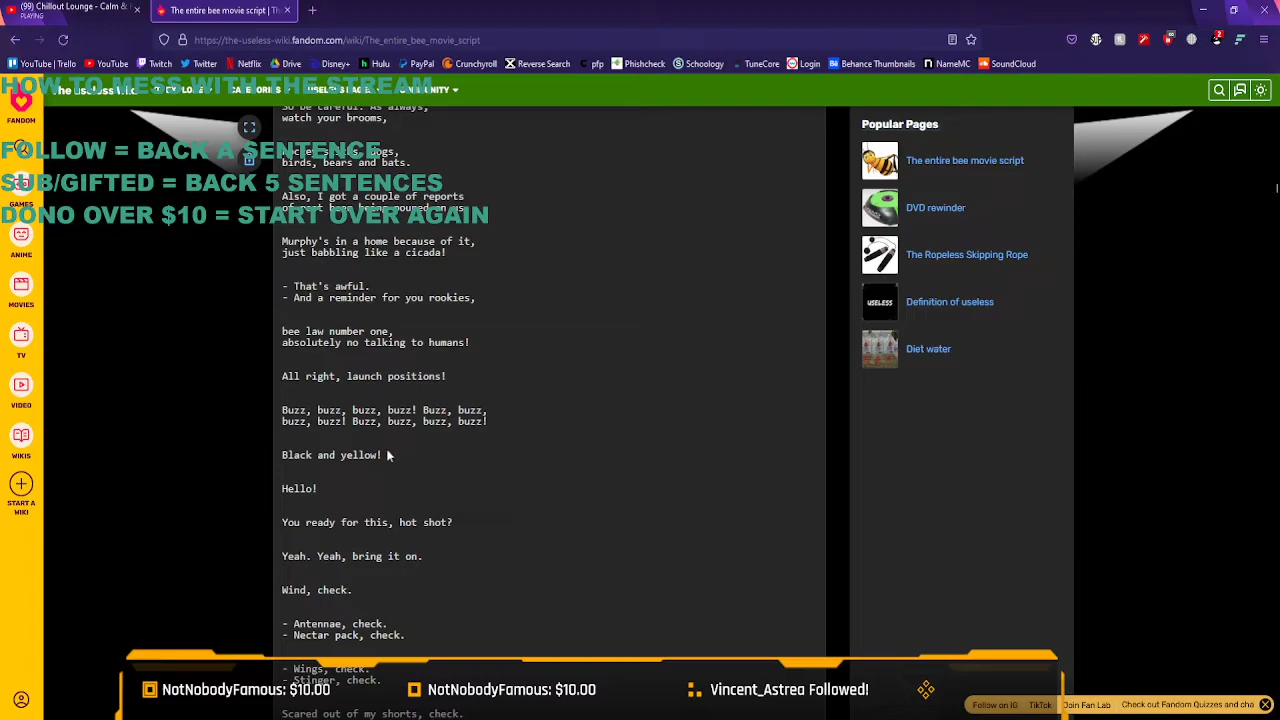 (99) Chillout Lounge - Calm &
PLAYING
The entire bee movie script | Th
https://the-useless-wiki.fandom.com/wiki/The_entire_bee_movie_script
YouTube | Trello
YouTube
Twitch
Twitter
Netflix
Drive
Disney+
Hulu
PayPal
Crunchyroll
Reverse Search
pfp
Phishcheck
Schoology
TuneCore
Login
Behance Thumbnails
NameMC
SoundCloud
HOW TO MESS WITH THE STREAM
FOLLOW = BACK A SENTENCE
SUB/GIFTED = BACK 5 SENTENCES
DONO OVER $10 = START OVER AGAIN
FANDOM
GAMES
ANIME
MOVIES
TV
VIDEO
WIKIS
START A
WIKI
So be careful. As always,
watch your brooms,
birds, bears and bats.
Also, I got a couple of reports
Murphy's in a home because of it,
just babbling like a cicada!
- That's awful.
- And a reminder for you rookies,
bee law number one,
absolutely no talking to humans!
All right, launch positions!
Buzz, buzz, buzz, buzz! Buzz, buzz,
buzz, buzz! Buzz, buzz, buzz, buzz!
Black and yellow!
Hello!
You ready for this, hot shot?
Yeah. Yeah, bring it on.
Wind, check.
- Antennae, check.
- Nectar pack, check.
- Wings, check.
- Stinger, check.
Scared out of my shorts, check.
Popular Pages
The entire bee movie script
DVD rewinder
The Ropeless Skipping Rope
USELESS
Definition of useless
Diet water
NotNobodyFamous: $10.00
NotNobodyFamous: $10.00
Vincent_Astrea Followed!
Follow on IG
TikTok
Join Fan Lab
Check out Fandom Quizzes and cha